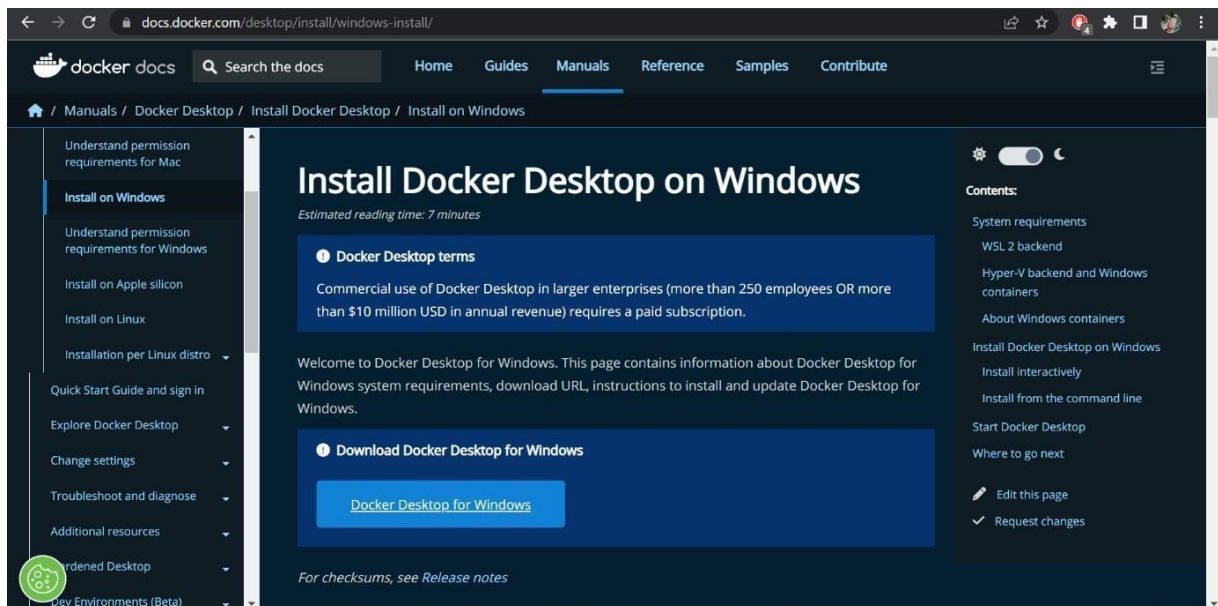 docs.docker.com/desktop/install/windows-install/
4
docker docs
Search the docs
Home
Guides
Manuals
Reference
Samples
Contribute
/ Manuals / Docker Desktop / Install Docker Desktop / Install on Windows
Understand permission
requirements for Mac
Install on Windows
Understand permission
requirements for Windows
Install on Apple silicon
Install on Linux
Installation per Linux distro
Quick Start Guide and sign in
Explore Docker Desktop
Change settings
Troubleshoot and diagnose
Additional resources
rdened Desktop
Dev Environments (Beta)
Install Docker Desktop on Windows
Estimated reading time: 7 minutes
Docker Desktop terms
Commercial use of Docker Desktop in larger enterprises (more than 250 employees OR more
than $10 million USD in annual revenue) requires a paid subscription.
Welcome to Docker Desktop for Windows. This page contains information about Docker Desktop for
Windows system requirements, download URL, instructions to install and update Docker Desktop for
Windows.
Download Docker Desktop for Windows
Docker Desktop for Windows
For checksums, see Release notes
Contents:
System requirements
WSL 2 backend
Hyper-V backend and Windows
containers
About Windows containers
Install Docker Desktop on Windows
Install interactively
Install from the command line
Start Docker Desktop
Where to go next
Edit this page
Request changes